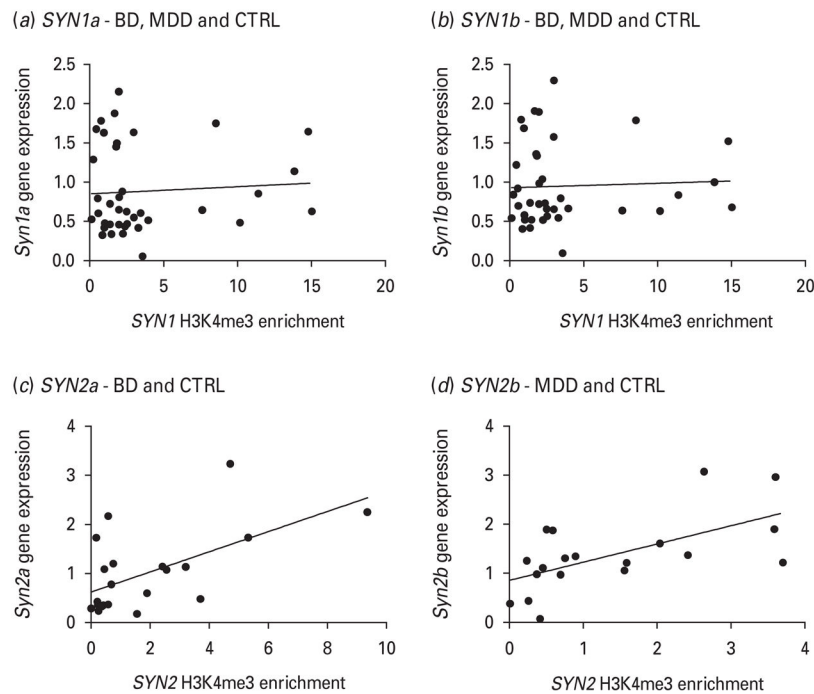 (a) SYN1a - BD, MDD and CTRL
Syn1a gene expression
2.5
2.0
1.5
1.0
0.5
0.0
0 5 10 15 20
SYN1 H3K4me3 enrichment
(b) SYN1b - BD, MDD and CTRL
Syn1b gene expression
2.5
2.0
1.5
1.0
0.5
0.0
0 5 10 15 20
SYN1 H3K4me3 enrichment
(c) SYN2a - BD and CTRL
Syn2a gene expression
4
3
2
1
0
0 2 4 6 8 10
SYN2 H3K4me3 enrichment
(d) SYN2b - MDD and CTRL
Syn2b gene expression
4
3
2
1
0
0 1 2 3 4
SYN2 H3K4me3 enrichment